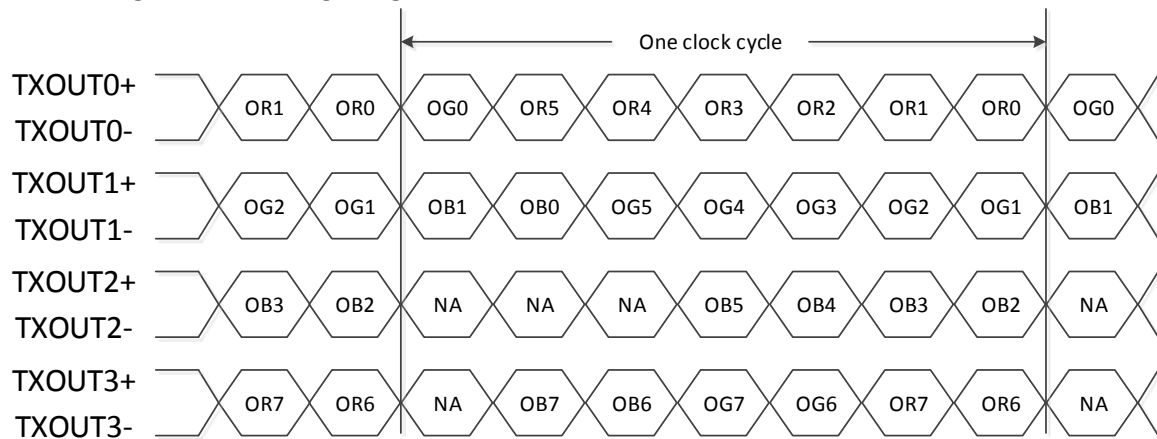 One clock cycle
TXOUT0+
OR1 OR0 OG0 OR5 OR4 OR3 OR2 OR1 OR0 OG0
TXOUT0-
TXOUT1+
OG2 OG1 OB1 OB0 OG5 OG4 OG3 OG2 OG1 OB1
TXOUT1-
TXOUT2+
OB3 OB2 NA NA NA OB5 OB4 OB3 OB2 NA
TXOUT2-
TXOUT3+
OR7 OR6 NA OB7 OB6 OG7 OG6 OR7 OR6 NA
TXOUT3-